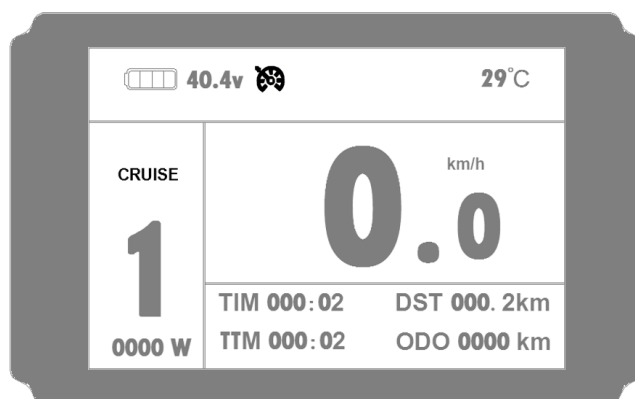 40.4v
29°C
CRUISE
1
0000 W
km/h
0.0
TIM 000:02 DST 000. 2km
TTM 000:02 ODO 0000 km